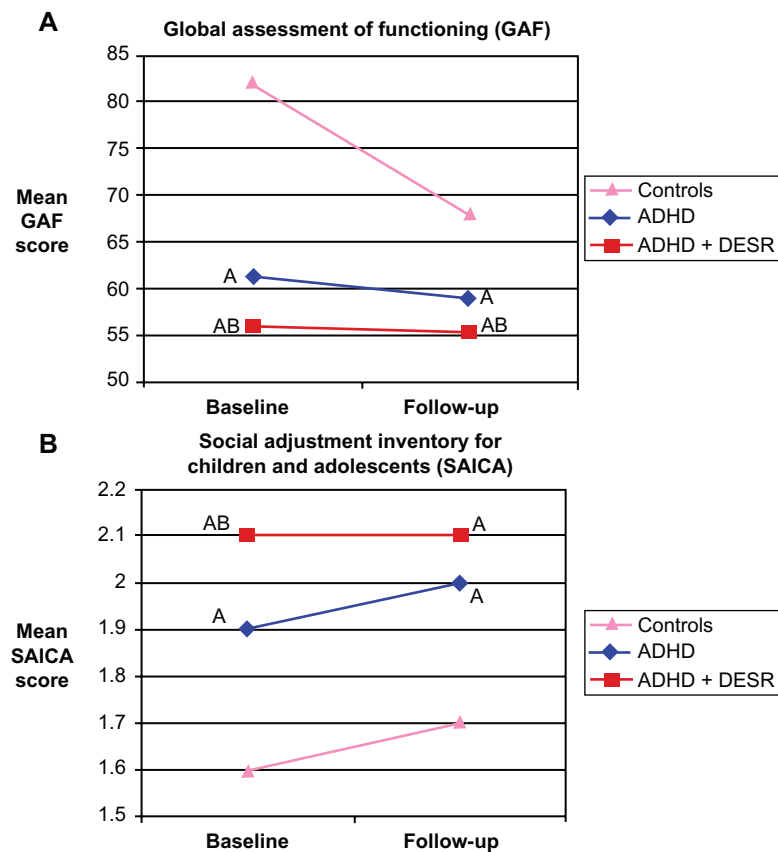 A
Global assessment of functioning (GAF)
85
80
75
70
65
60
55
50
Mean
GAF
score
A
A
AB
AB
Baseline
Follow-up
Controls
ADHD
ADHD + DESR
B
Social adjustment inventory for
children and adolescents (SAICA)
2.2
2.1
2
1.9
1.8
1.7
1.6
1.5
Mean
SAICA
score
AB
A
A
A
Baseline
Follow-up
Controls
ADHD
ADHD + DESR